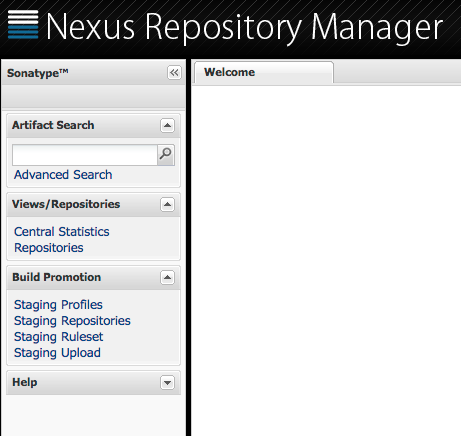 Nexus Repository Manager
Sonatype™
Welcome
Artifact Search
Advanced Search
Views/Repositories
Central Statistics
Repositories
Build Promotion
Staging Profiles
Staging Repositories
Staging Ruleset
Staging Upload
Help